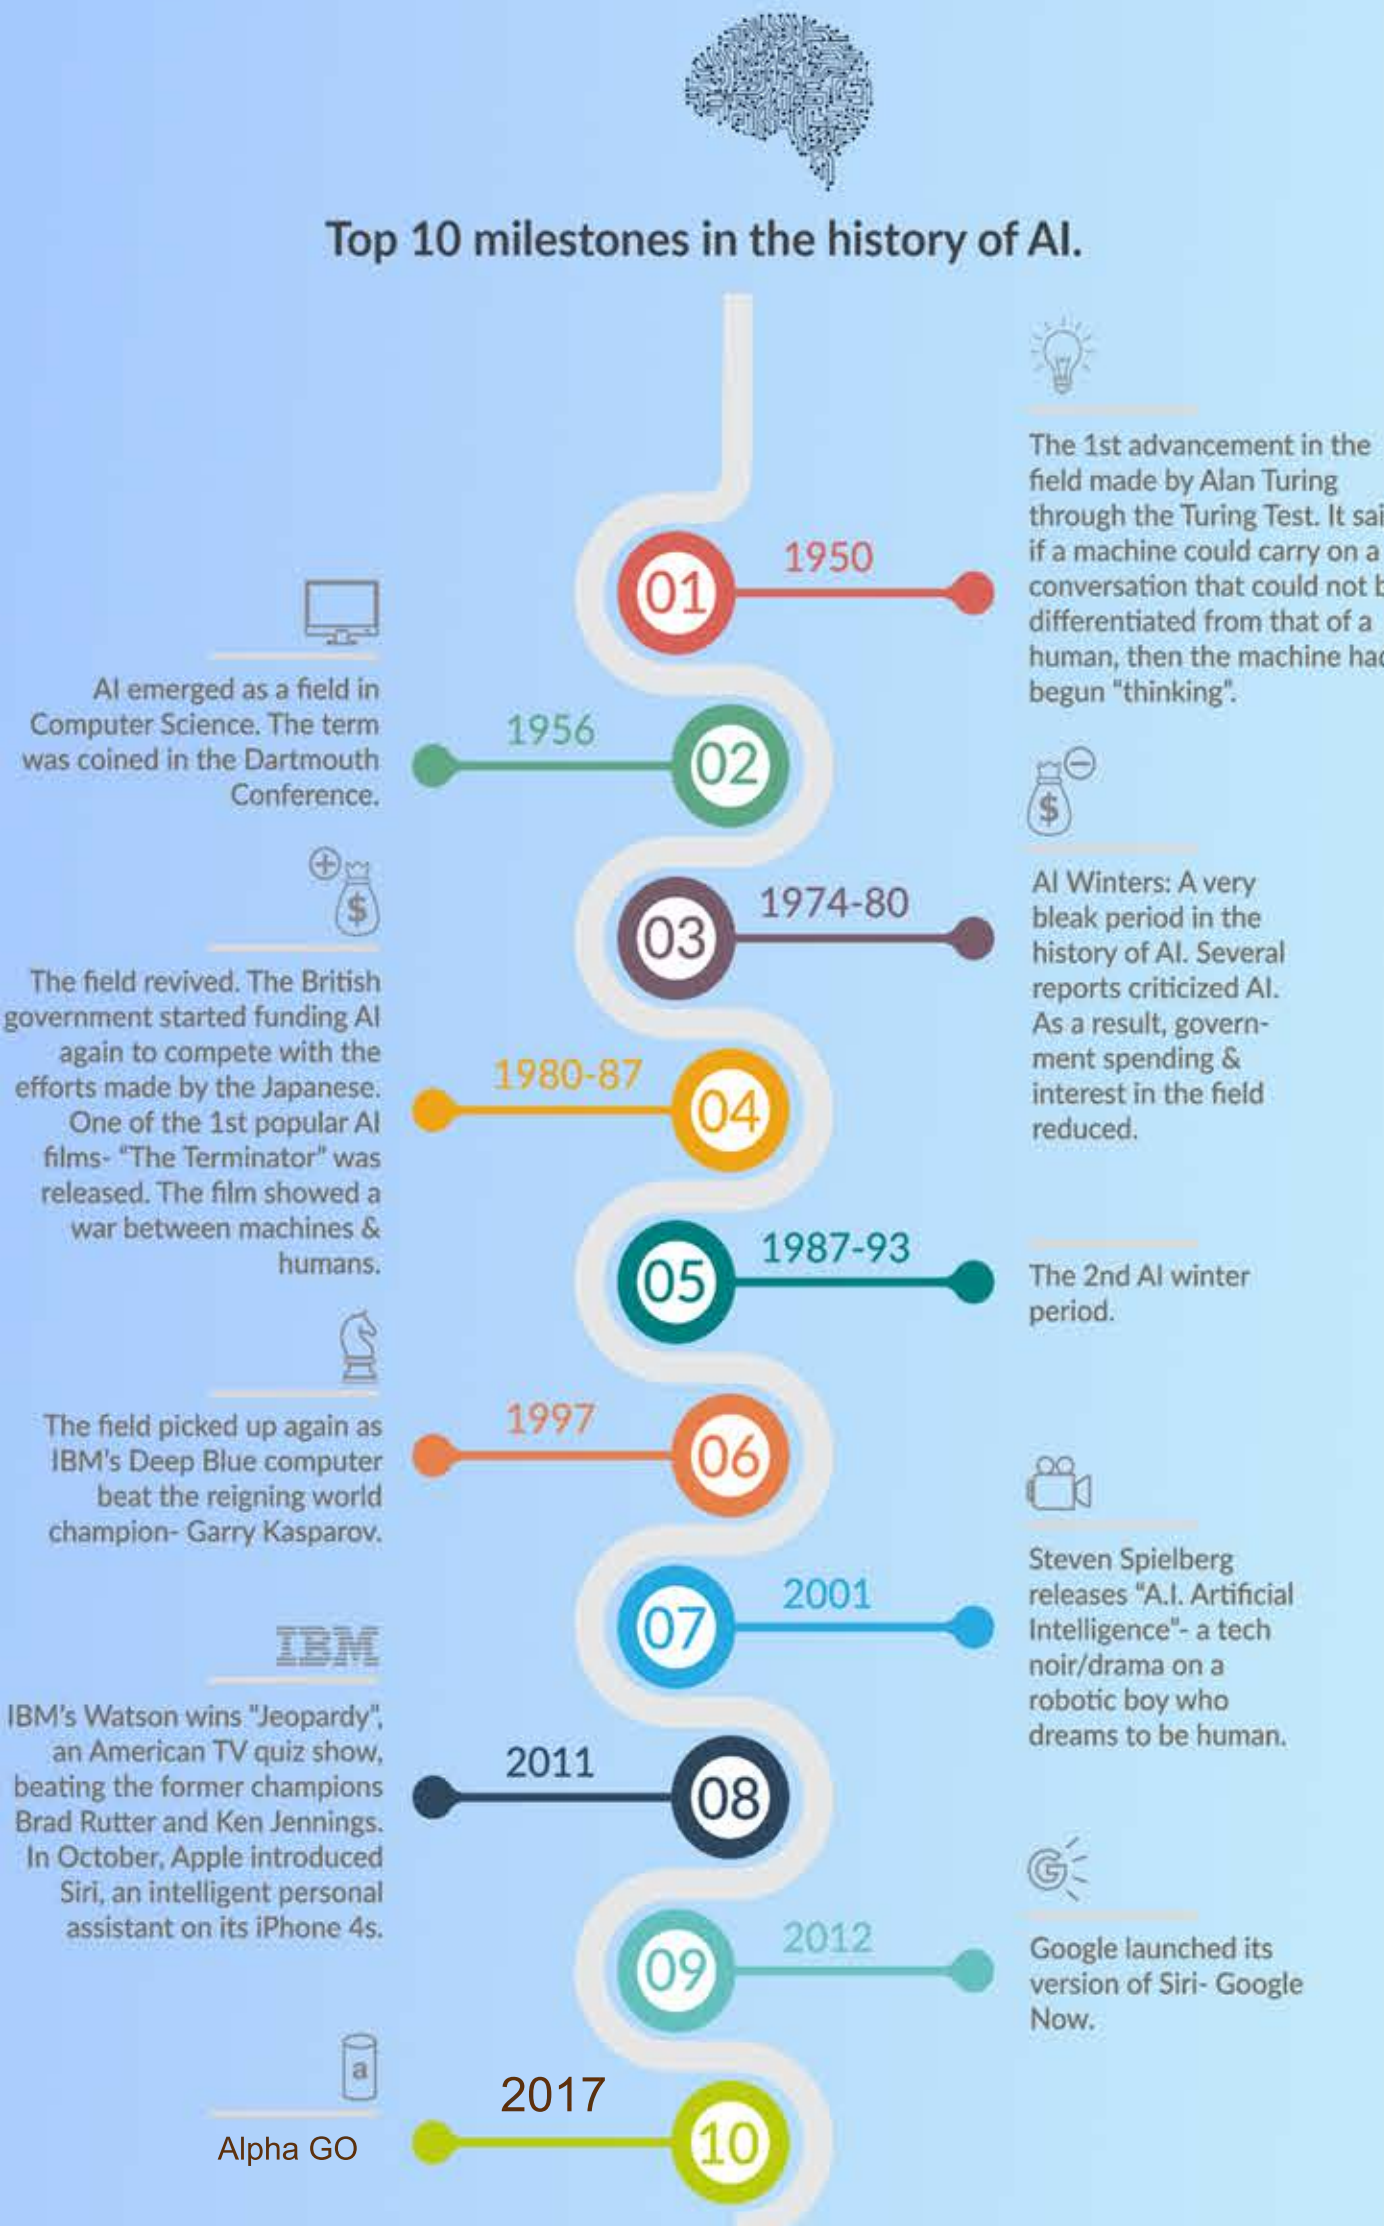 Top 10 milestones in the history of AI.
01
1950
The 1st advancement in the
field made by Alan Turing
through the Turing Test. It sai
if a machine could carry on a
conversation that could not b
differentiated from that of a
human, then the machine had
begun "thinking".
02
1956
AI emerged as a field in
Computer Science. The term
was coined in the Dartmouth
Conference.
03
1974-80
$
AI Winters: A very
bleak period in the
history of AI. Several
reports criticized AI.
As a result, govern-
ment spending &
interest in the field
reduced.
04
1980-87
$
The field revived. The British
government started funding AI
again to compete with the
efforts made by the Japanese.
One of the 1st popular AI
films- "The Terminator" was
released. The film showed a
war between machines &
humans.
05
1987-93
The 2nd AI winter
period.
06
1997
The field picked up again as
IBM's Deep Blue computer
beat the reigning world
champion- Garry Kasparov.
07
2001
Steven Spielberg
releases "A.I. Artificial
Intelligence"- a tech
noir/drama on a
robotic boy who
dreams to be human.
08
2011
IBM
IBM's Watson wins "Jeopardy",
an American TV quiz show,
beating the former champions
Brad Rutter and Ken Jennings.
In October, Apple introduced
Siri, an intelligent personal
assistant on its iPhone 4s.
09
2012
G
Google launched its
version of Siri- Google
Now.
10
2017
a
Alpha GO